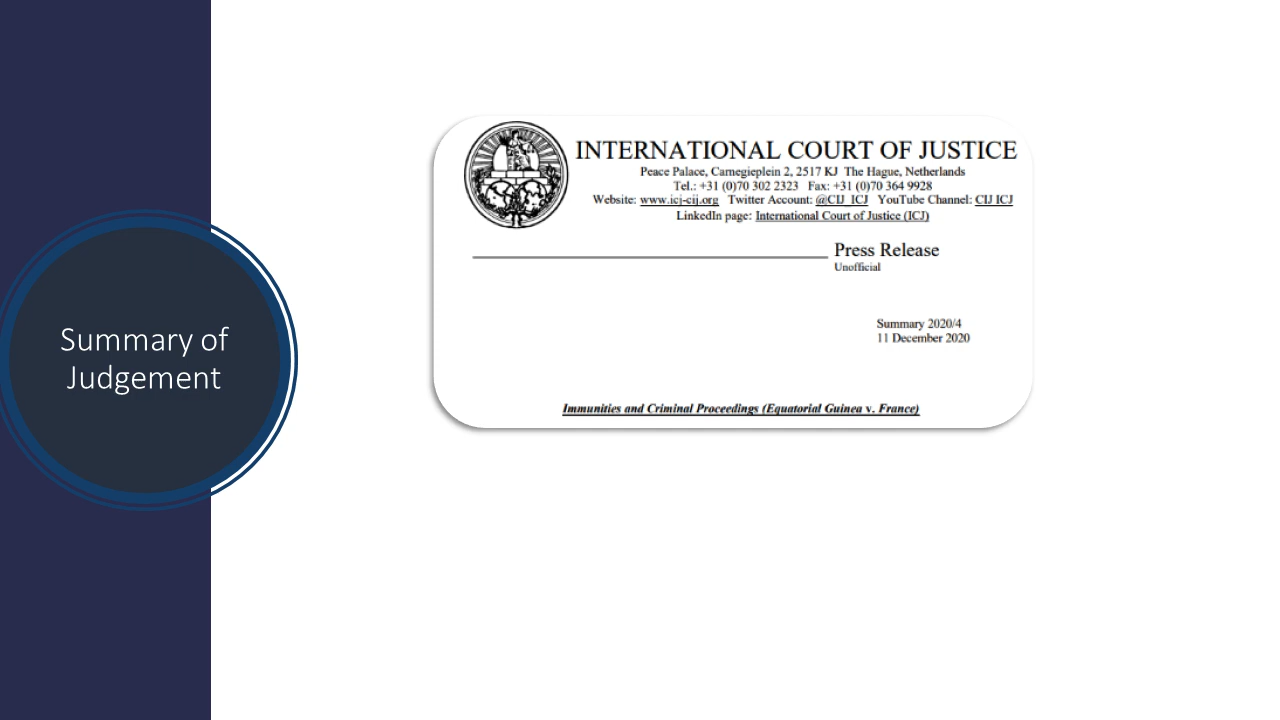 Summary of
Judgement
INTERNATIONAL COURT OF JUSTICE
Peace Palace, Carnegieplein 2, 2517 KJ The Hague, Netherlands
Tel.: +31 (0)70 302 2323 Fax: +31 (0)70 364 9928
Website: www.icj-cij.org Twitter Account: @CIJ_ICJ YouTube Channel: CIJ ICJ
LinkedIn page: International Court of Justice (ICJ)
Press Release
Unofficial
Summary 2020/4
11 December 2020
Immunities and Criminal Proceedings (Equatorial Guinea v. France)